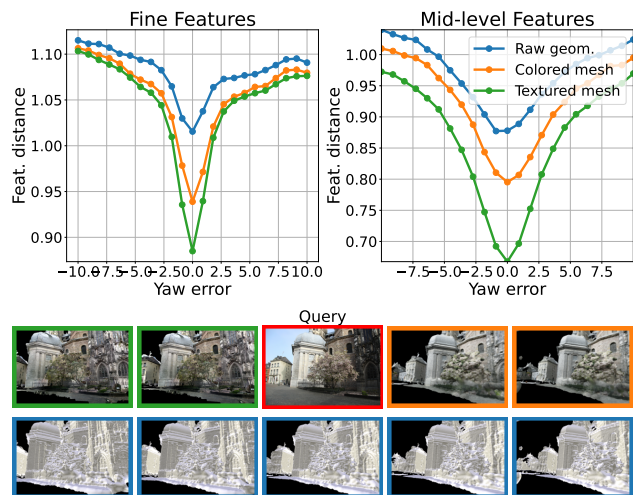 Fine Features
Mid-level Features
Raw geom.
Colored mesh
Textured mesh
Feat. distance
1.10
1.05
1.00
0.95
0.90
−10.0 −7.5 −5.0 −2.5 0.0 2.5 5.0 7.5 10.0
Yaw error
Feat. distance
1.00
0.95
0.90
0.85
0.80
0.75
0.70
−7.5 −5.0 −2.5 0.0 2.5 5.0 7.5
Yaw error
Query